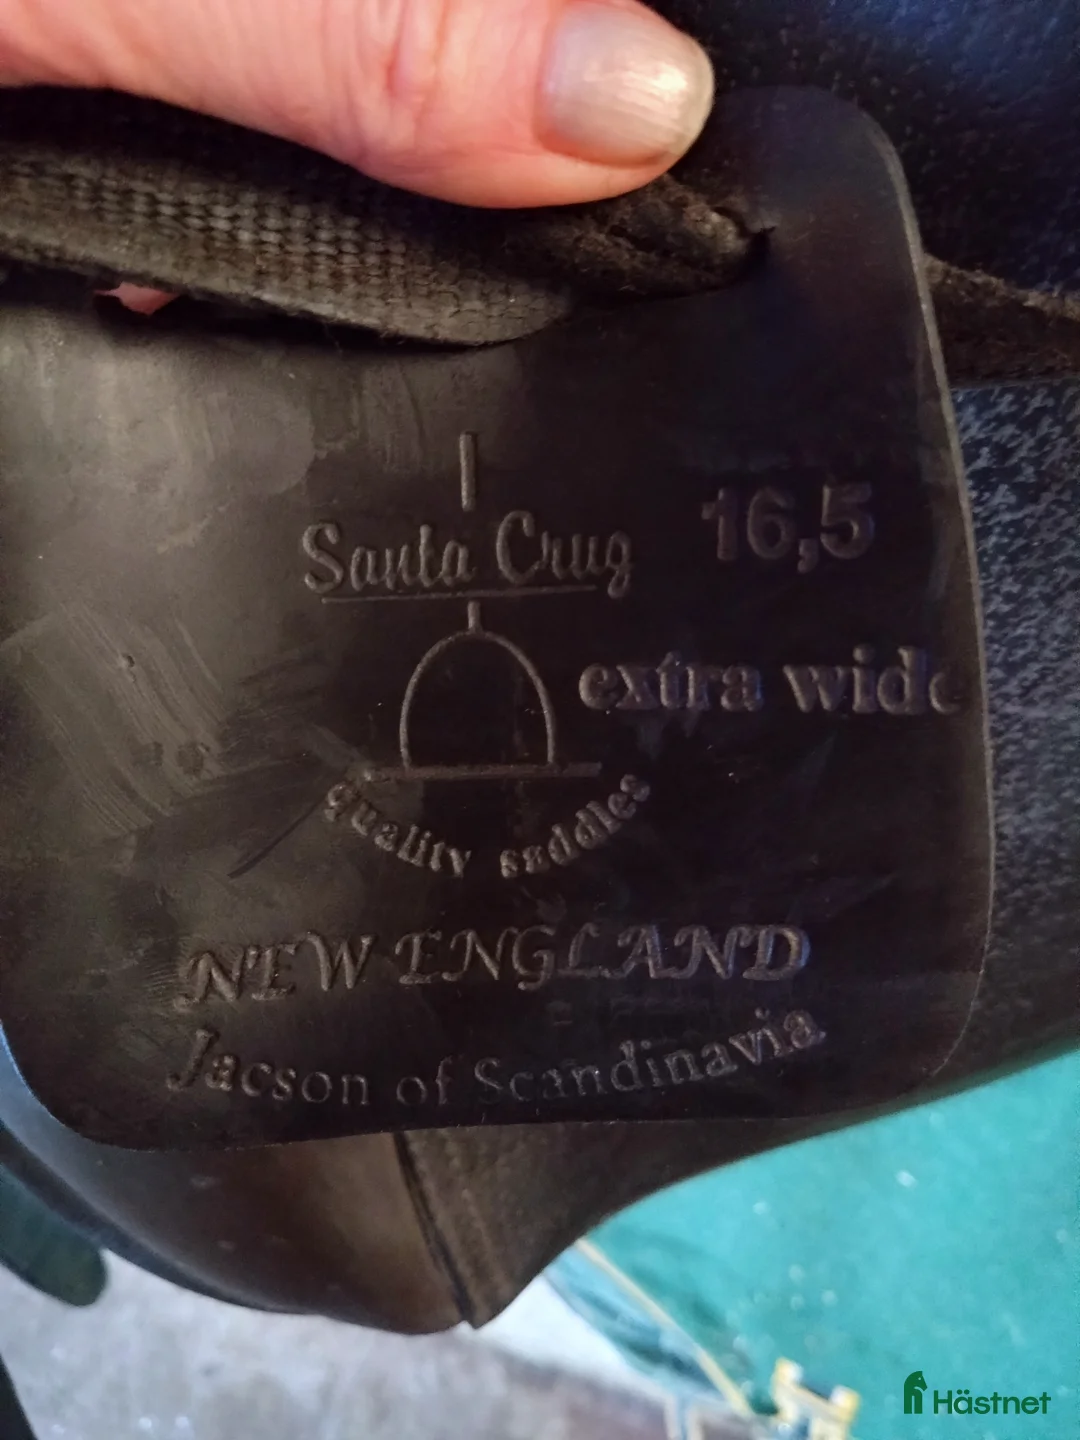 Santa Cruz
16,5
extra wide
quality saddles
NEW ENGLAND
Jacson of Scandinavia
Hästnet